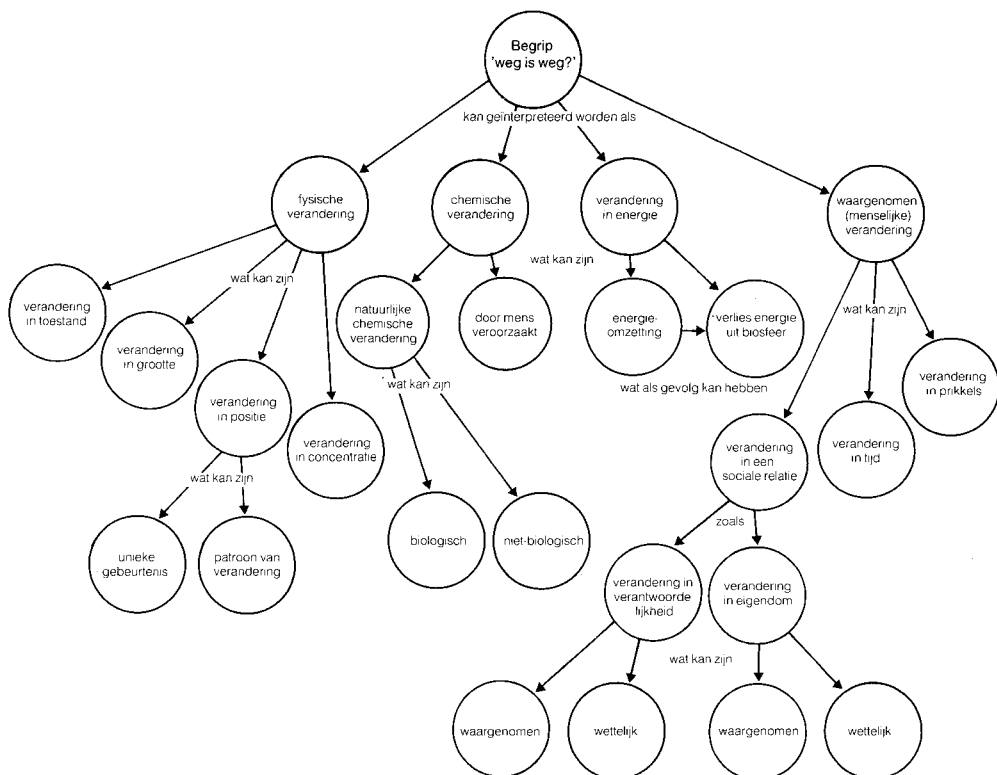 Begrip
'weg is weg?'
kan geïnterpreteerd worden als
fysische
verandering
chemische
verandering
verandering
in energie
waargenomen
(menselijke)
verandering
wat kan zijn
wat kan zijn
wat kan zijn
verandering
in toestand
verandering
in grootte
verandering
in positie
verandering
in concentratie
natuurlijke
chemische
verandering
door mens
veroorzaakt
energie-
omzetting
verlies energie
uit biosfeer
wat als gevolg kan hebben
verandering
in een
sociale relatie
verandering
in tijd
verandering
in prikkels
wat kan zijn
wat kan zijn
unieke
gebeurtenis
patroon van
verandering
biologisch
niet-biologisch
zoals
verandering in
verantwoorde
lijkheid
verandering
in eigendom
wat kan zijn
waargenomen
wettelijk
waargenomen
wettelijk